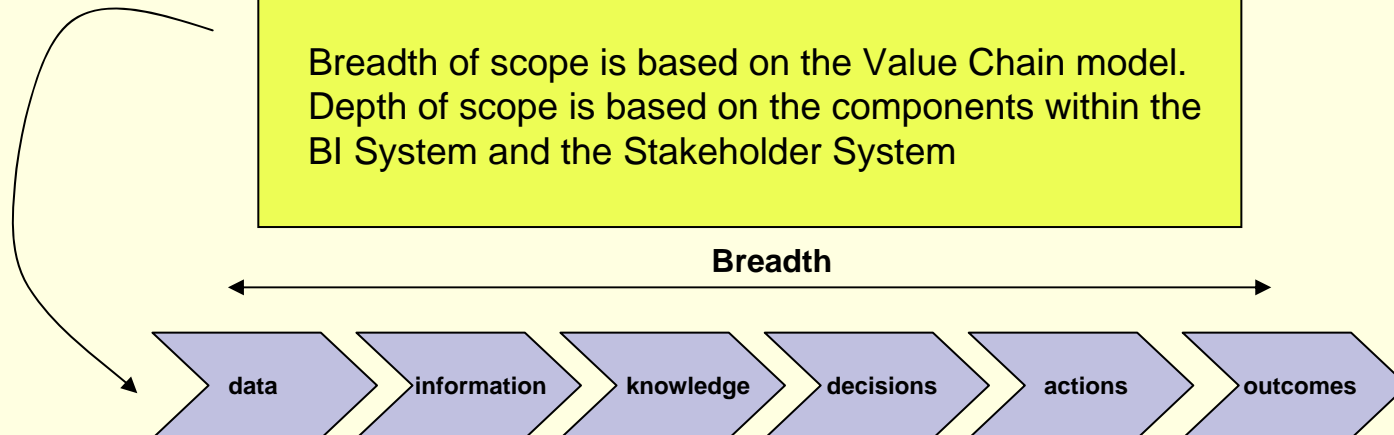 Breadth of scope is based on the Value Chain model.
Depth of scope is based on the components within the
BI System and the Stakeholder System
Breadth
data information knowledge decisions actions outcomes